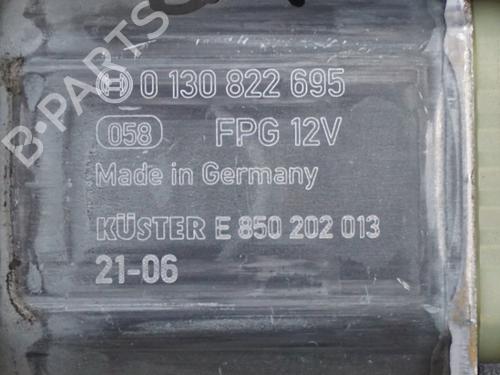 0 130 822 695
058 FPG 12V
Made in Germany
KÜSTER E 850 202 013
21-06
B-PARTS